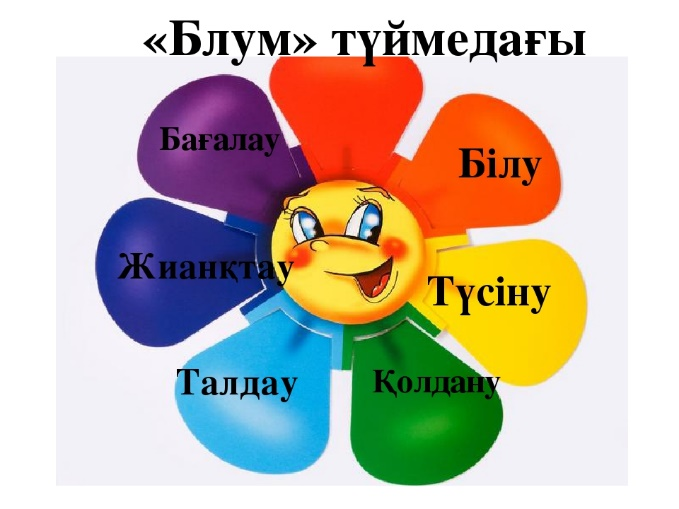 «Блум» түймедағы
Бағалау
Білу
Жианқтау
Түсіну
Талдау
Қолдану